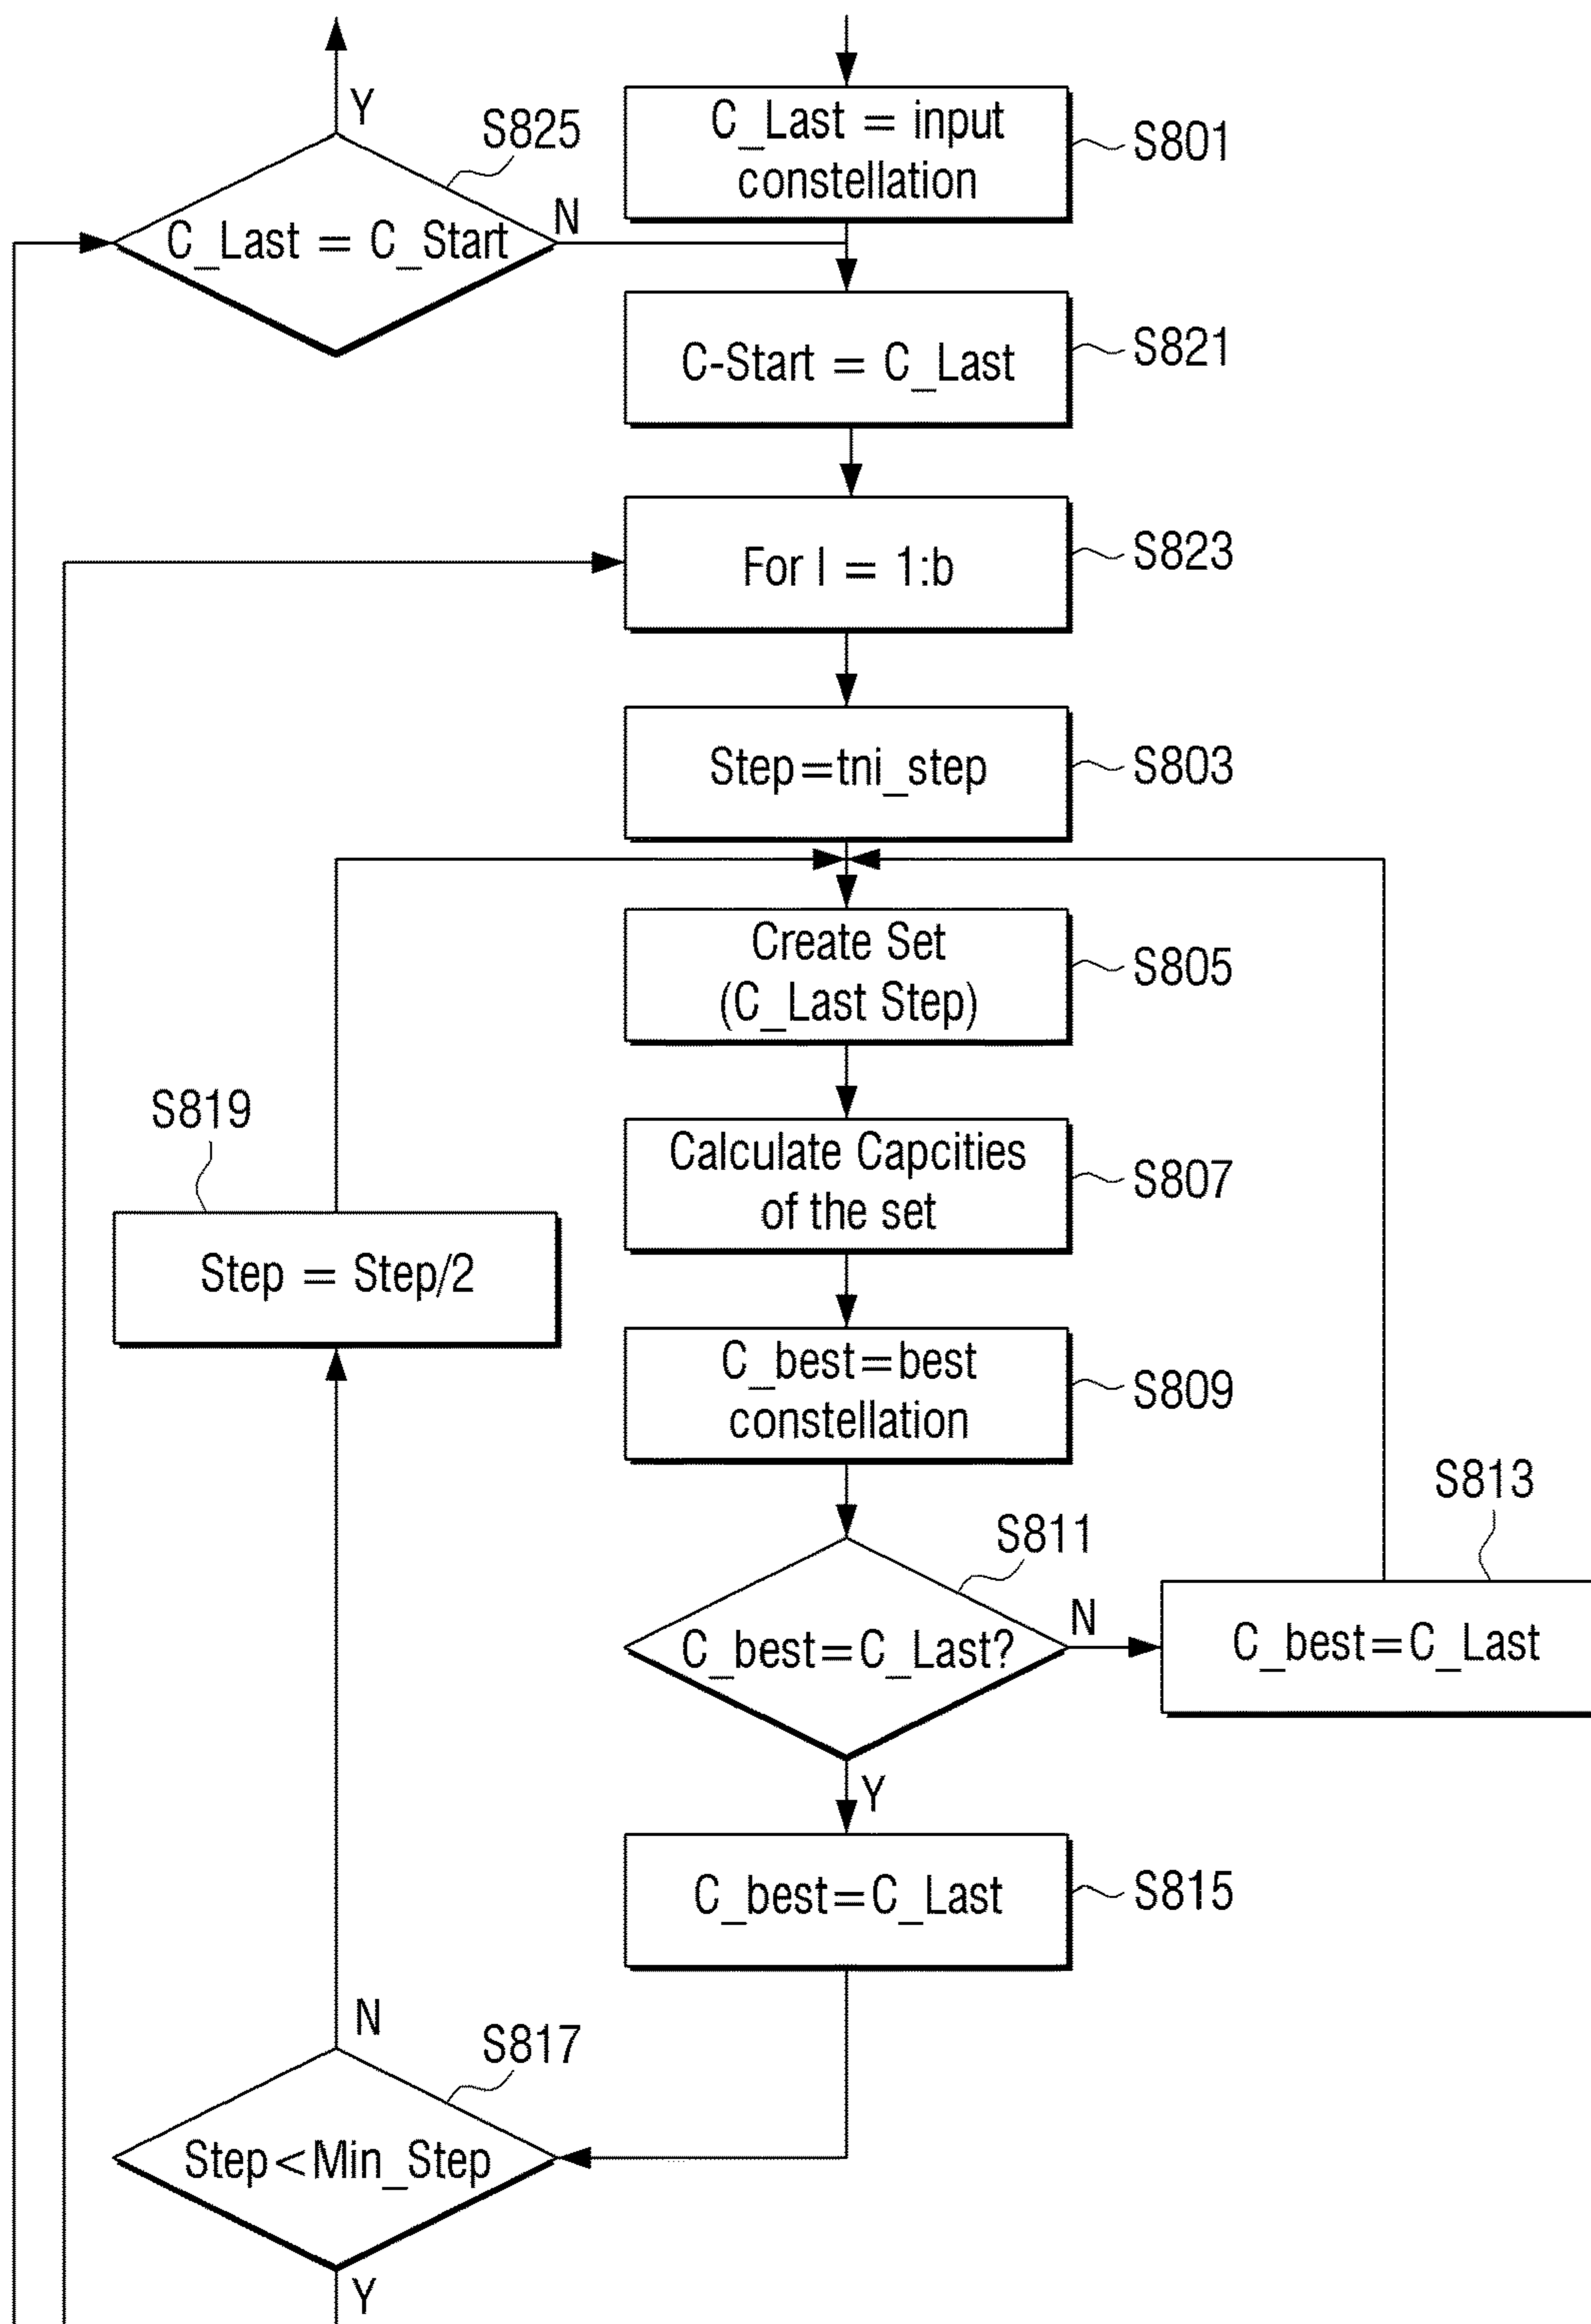 Y
S825
C_Last = C_Start
N
C_Last = input
constellation
S801
C-Start = C_Last
S821
For I = 1:b
S823
Step=tni_step
S803
Create Set
(C_Last Step)
S805
Calculate Capcities
of the set
S807
S819
Step = Step/2
C_best=best
constellation
S809
S811
C_best=C_Last?
N
S813
C_best=C_Last
Y
C_best=C_Last
S815
N
S817
Step<Min_Step
Y